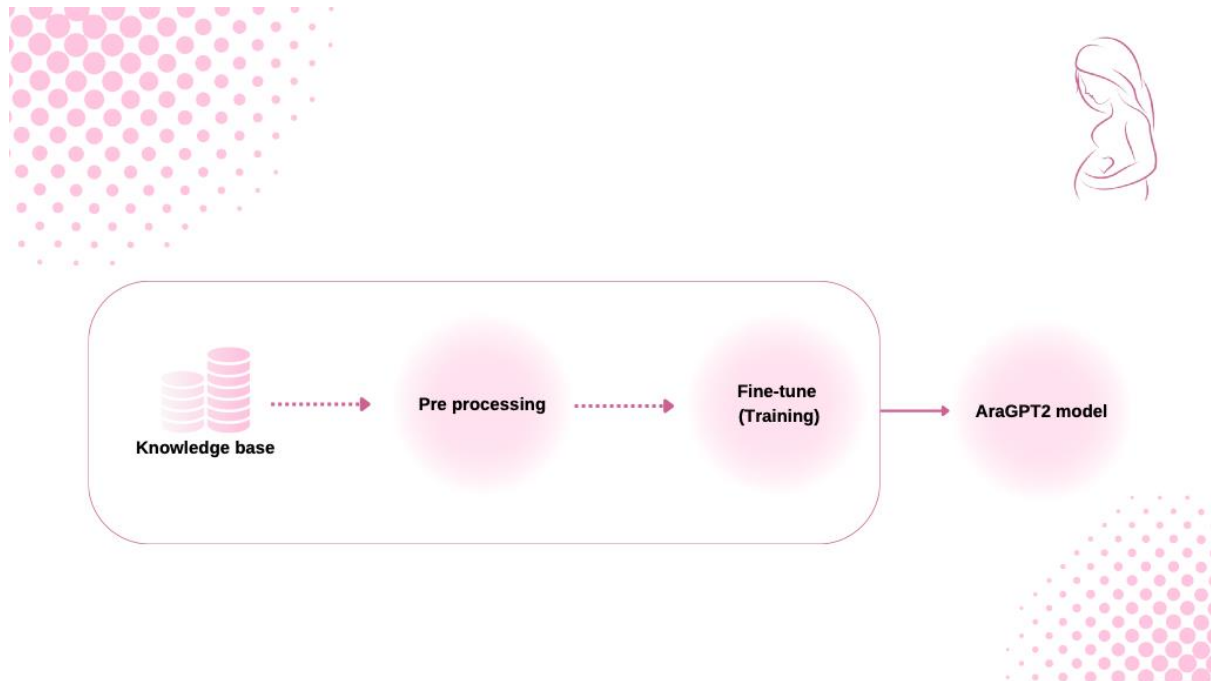 Knowledge base
Pre processing
Fine-tune
(Training)
AraGPT2 model